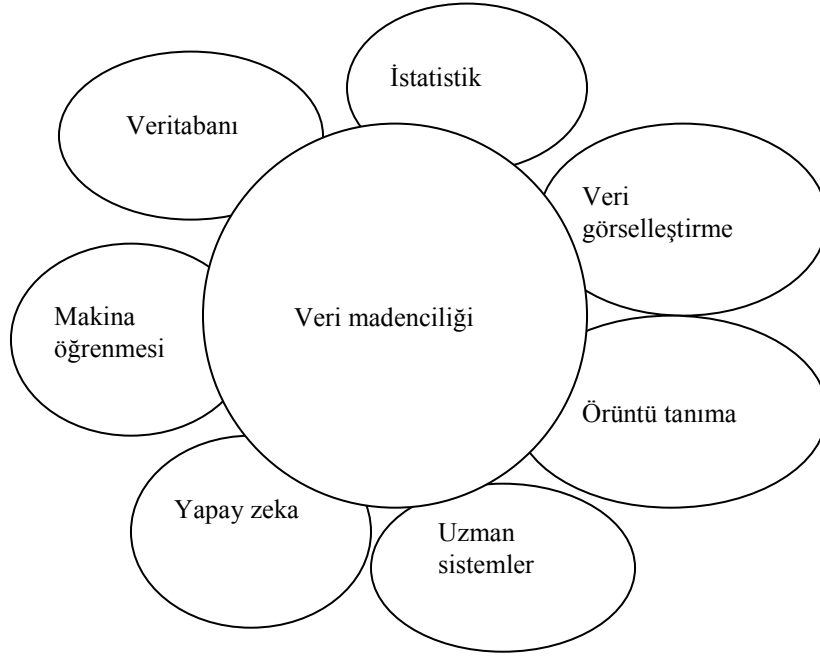 İstatistik
Veritabanı
Veri
görselleştirme
Makina
öğrenmesi
Veri madenciliği
Örüntü tanıma
Yapay zeka
Uzman
sistemler